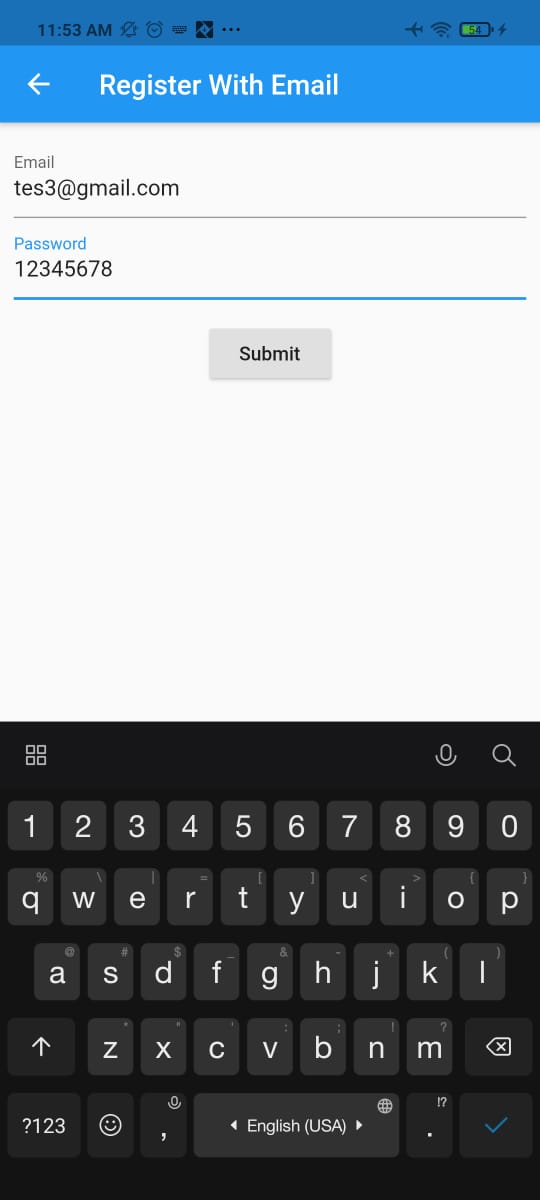 11:53 AM ... 54
Register With Email
Email
tes3@gmail.com
Password
12345678
Submit
1 2 3 4 5 6 7 8 9 0
% \ | = [ ] < > { }
q w e r t y u i o p
@ # $ _ & - + ( )
a s d f g h j k l
* " ' : ; ! ?
z x c v b n m
?123 , English (USA) !? .